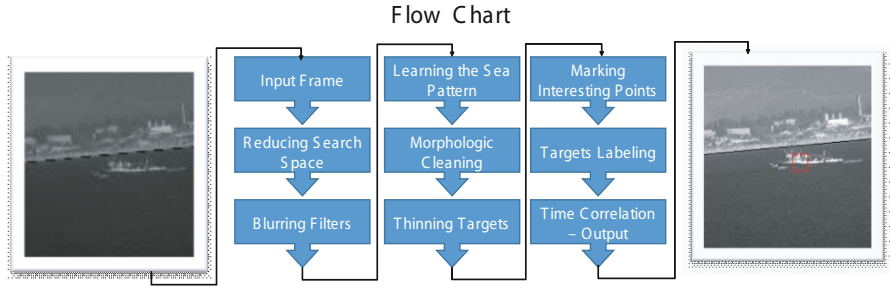 Flow Chart
Input Frame
Reducing Search
Space
Blurring Filters
Learning the Sea
Pattern
Morphologic
Cleaning
Thinning Targets
Marking
Interesting Points
Targets Labeling
Time Correlation
– Output